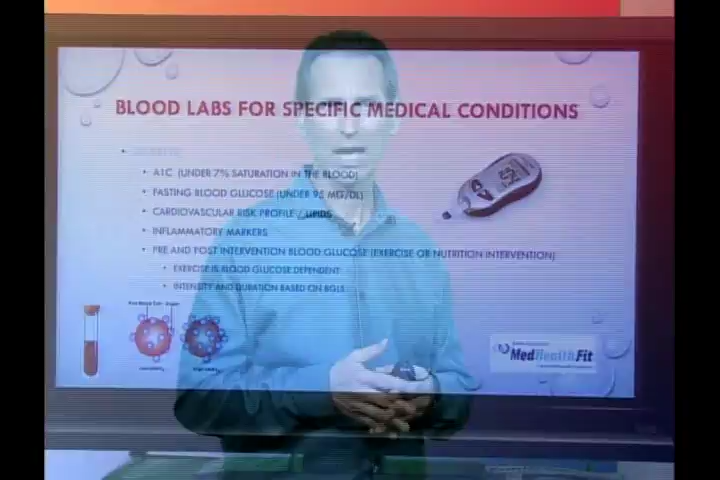 BLOOD LABS FOR SPECIFIC MEDICAL CONDITIONS
A1C (UNDER 7% SATURATION IN THE BLOOD)
FASTING BLOOD GLUCOSE (UNDER 95 MG/DL)
CARDIOVASCULAR RISK PROFILE / LIPIDS
INFLAMMATORY MARKERS
PRE AND POST INTERVENTION BLOOD GLUCOSE (EXERCISE OR NUTRITION INTERVENTION)
EXERCISE IS BLOOD GLUCOSE DEPENDENT
INTENSITY AND DURATION BASED ON BGLS
MedHealthFit